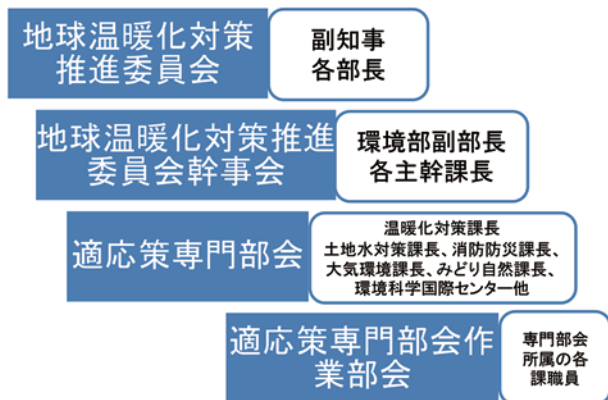 地球温暖化対策
推進委員会
副知事
各部長
地球温暖化対策推進
委員会幹事会
環境部副部長
各主幹課長
適応策専門部会
温暖化対策課長
土地水対策課長、消防防災課長、
大気環境課長、みどり自然課長、
環境科学国際センター他
適応策専門部会作
業部会
専門部会
所属の各
課職員